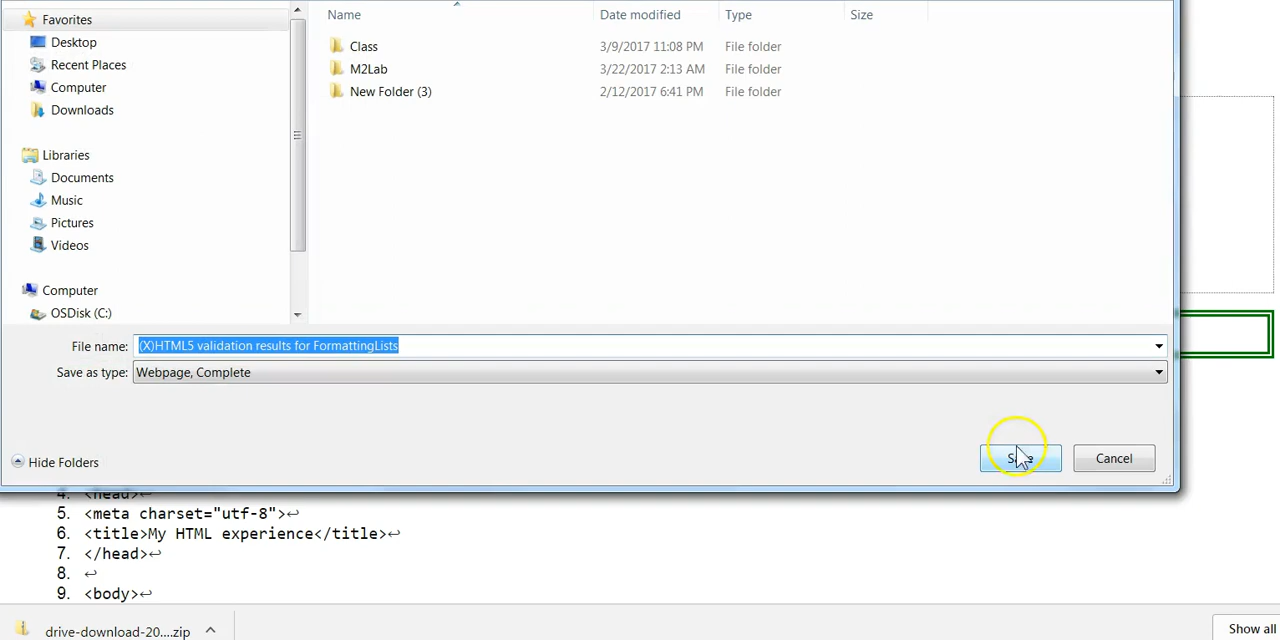 Favorites
Desktop
Recent Places
Computer
Downloads
Libraries
Documents
Music
Pictures
Videos
Computer
OSDisk (C:)
Name Date modified Type Size
Class 3/9/2017 11:08 PM File folder
M2Lab 3/22/2017 2:13 AM File folder
New Folder (3) 2/12/2017 6:41 PM File folder
File name: (X)HTML5 validation results for FormattingLists
Save as type: Webpage, Complete
Hide Folders
Save Cancel
4. <head>↩
5. <meta charset="utf-8">↩
6. <title>My HTML experience</title>↩
7. </head>↩
8. ↩
9. <body>↩
drive-download-20....zip
Show all